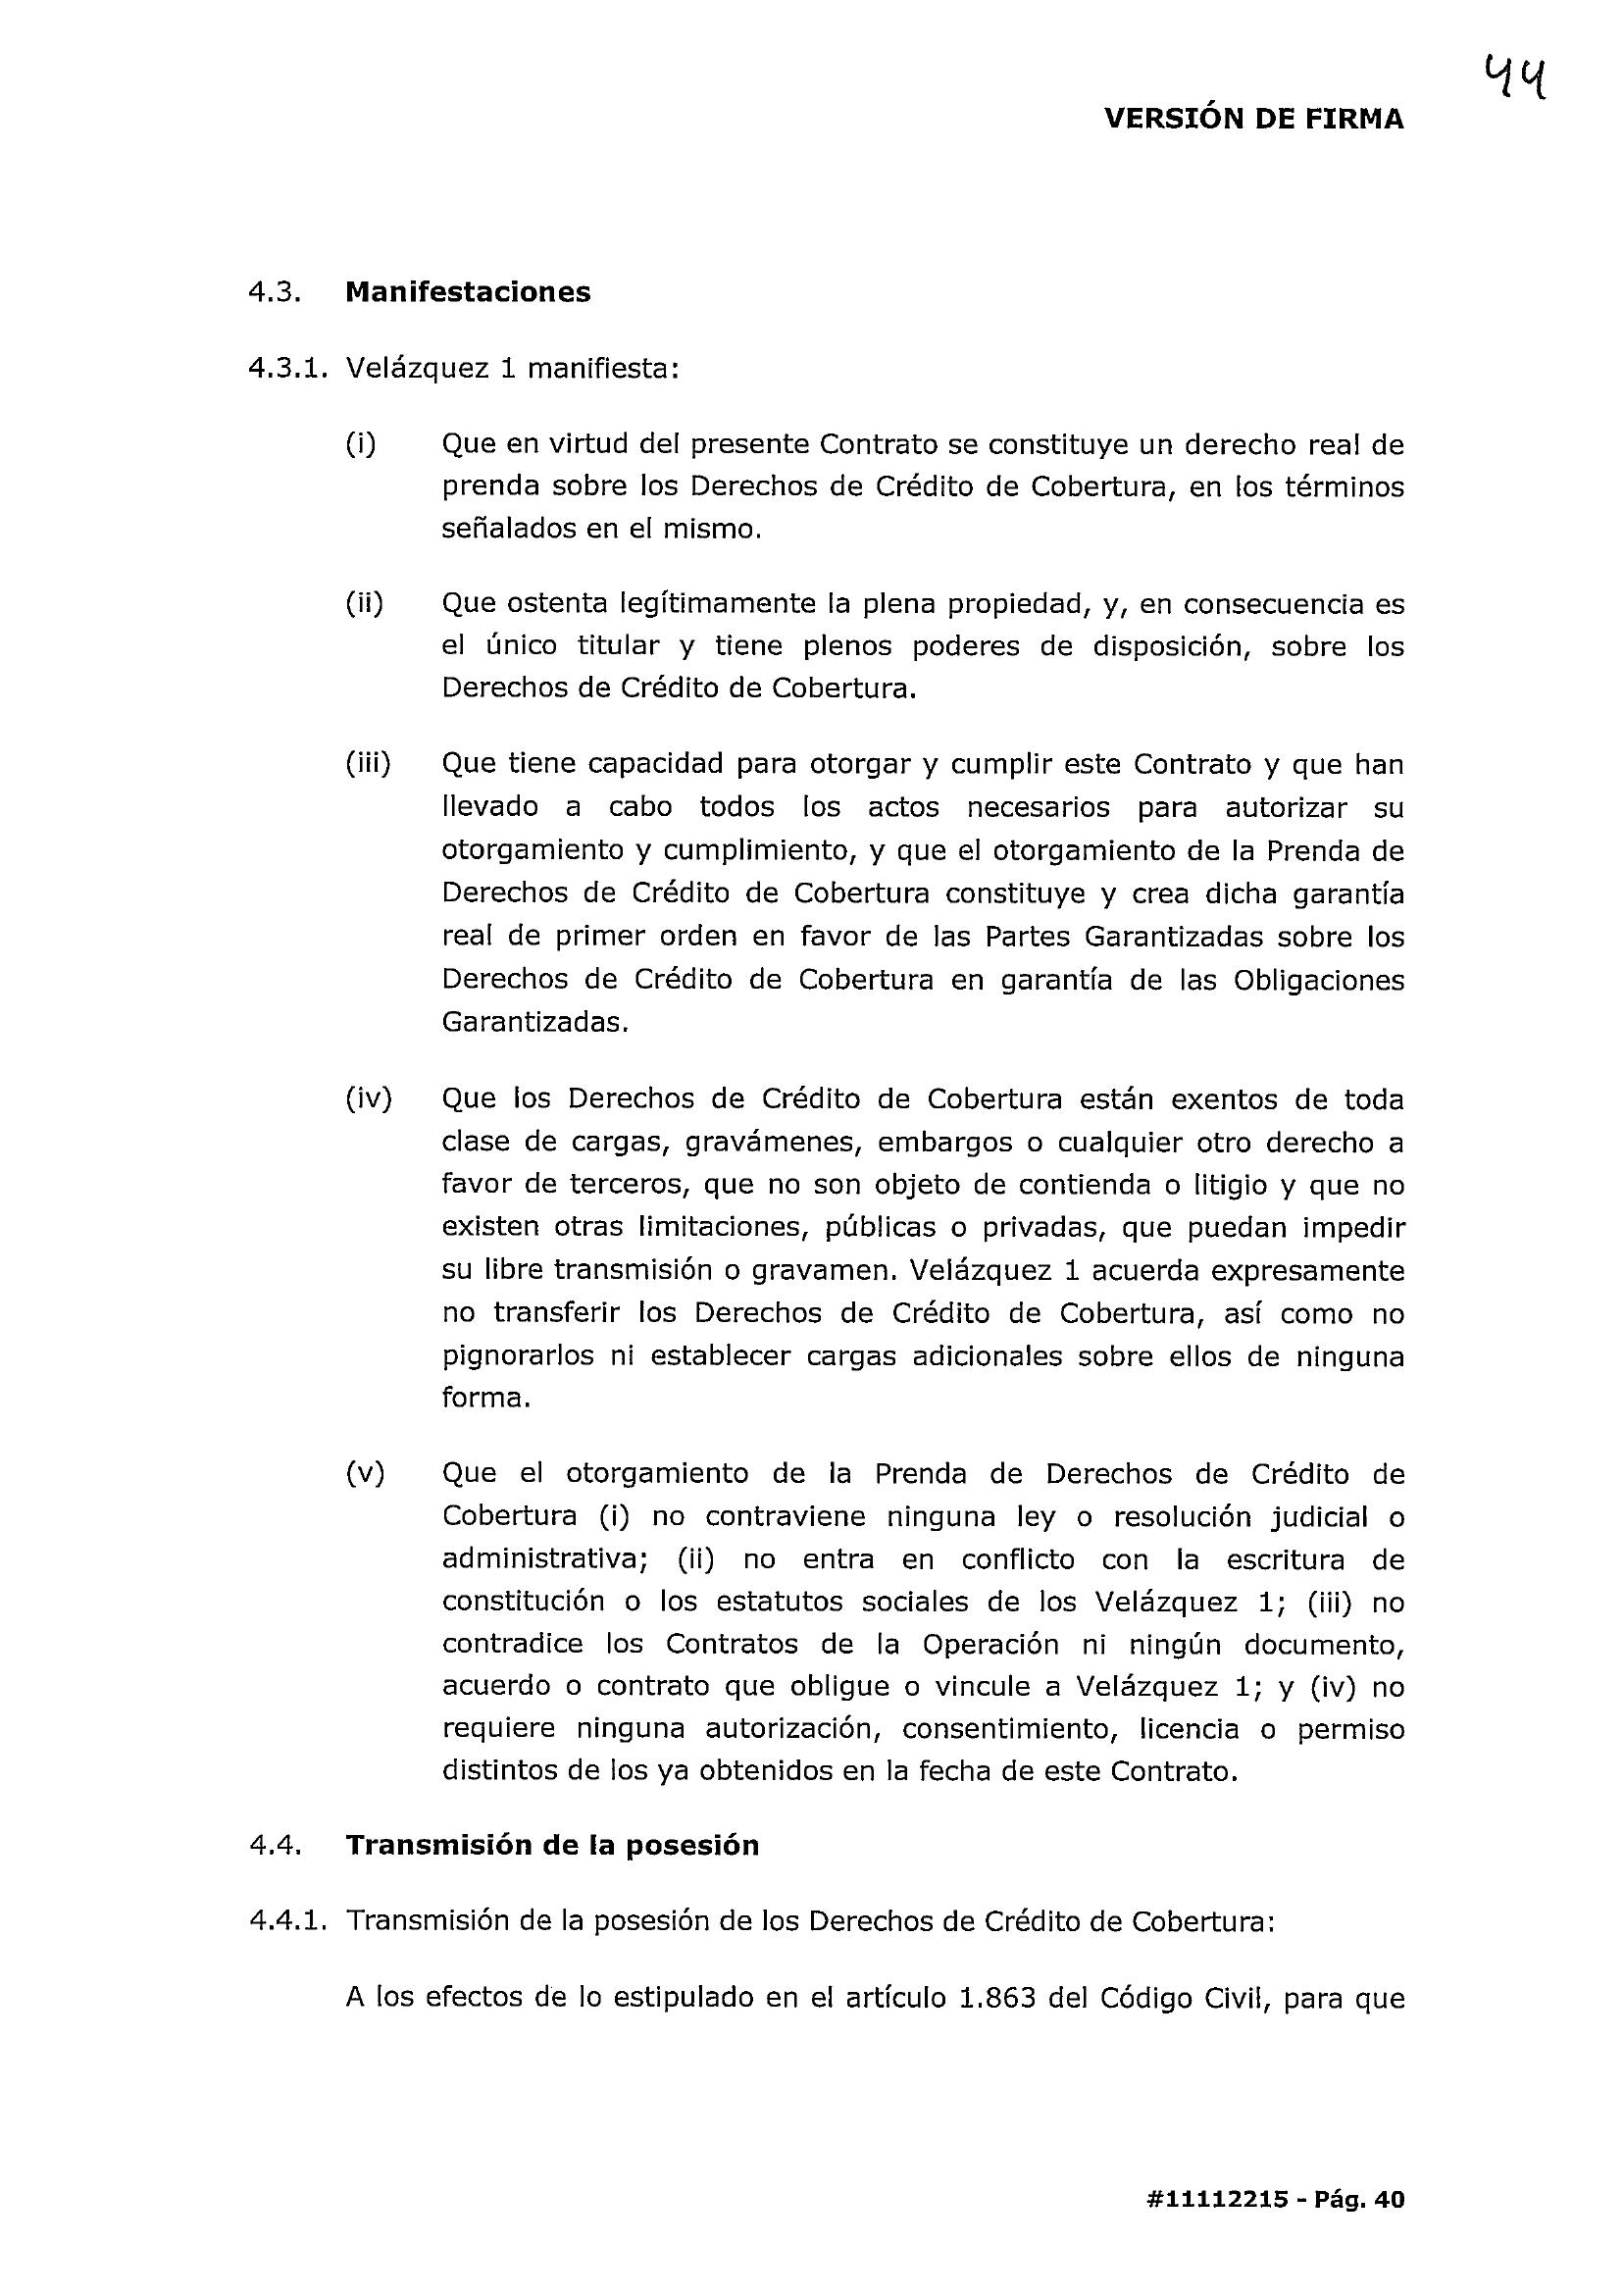 44
VERSIÓN DE FIRMA
4.3. Manifestaciones
4.3.1. Velázquez 1 manifiesta:
(i) Que en virtud del presente Contrato se constituye un derecho real de
prenda sobre los Derechos de Crédito de Cobertura, en los términos
señalados en el mismo.
(ii) Que ostenta legítimamente la plena propiedad, y, en consecuencia es
el único titular y tiene plenos poderes de disposición, sobre los
Derechos de Crédito de Cobertura.
(iii) Que tiene capacidad para otorgar y cumplir este Contrato y que han
llevado a cabo todos los actos necesarios para autorizar su
otorgamiento y cumplimiento, y que el otorgamiento de la Prenda de
Derechos de Crédito de Cobertura constituye y crea dicha garantía
real de primer orden en favor de las Partes Garantizadas sobre los
Derechos de Crédito de Cobertura en garantía de las Obligaciones
Garantizadas.
(iv) Que los Derechos de Crédito de Cobertura están exentos de toda
clase de cargas, gravámenes, embargos o cualquier otro derecho a
favor de terceros, que no son objeto de contienda o litigio y que no
existen otras limitaciones, públicas o privadas, que puedan impedir
su libre transmisión o gravamen. Velázquez 1 acuerda expresamente
no transferir los Derechos de Crédito de Cobertura, así como no
pignorarlos ni establecer cargas adicionales sobre ellos de ninguna
forma.
(v) Que el otorgamiento de la Prenda de Derechos de Crédito de
Cobertura (i) no contraviene ninguna ley o resolución judicial o
administrativa; (ii) no entra en conflicto con la escritura de
constitución o los estatutos sociales de los Velázquez 1; (iii) no
contradice los Contratos de la Operación ni ningún documento,
acuerdo o contrato que obligue o vincule a Velázquez 1; y (iv) no
requiere ninguna autorización, consentimiento, licencia o permiso
distintos de los ya obtenidos en la fecha de este Contrato.
4.4. Transmisión de la posesión
4.4.1. Transmisión de la posesión de los Derechos de Crédito de Cobertura:
A los efectos de lo estipulado en el artículo 1.863 del Código Civil, para que
#11112215 - Pág. 40